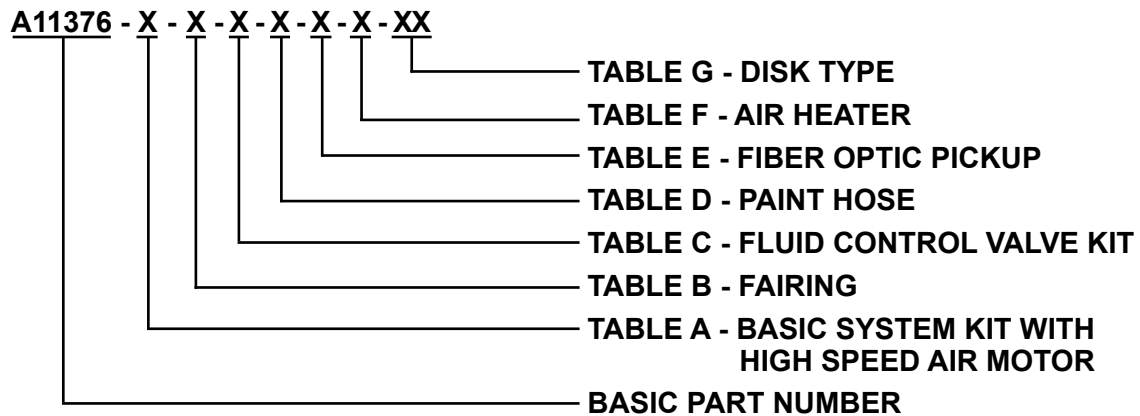 A11376 - X - X - X - X - X - X - XX
TABLE G - DISK TYPE
TABLE F - AIR HEATER
TABLE E - FIBER OPTIC PICKUP
TABLE D - PAINT HOSE
TABLE C - FLUID CONTROL VALVE KIT
TABLE B - FAIRING
TABLE A - BASIC SYSTEM KIT WITH
HIGH SPEED AIR MOTOR
BASIC PART NUMBER